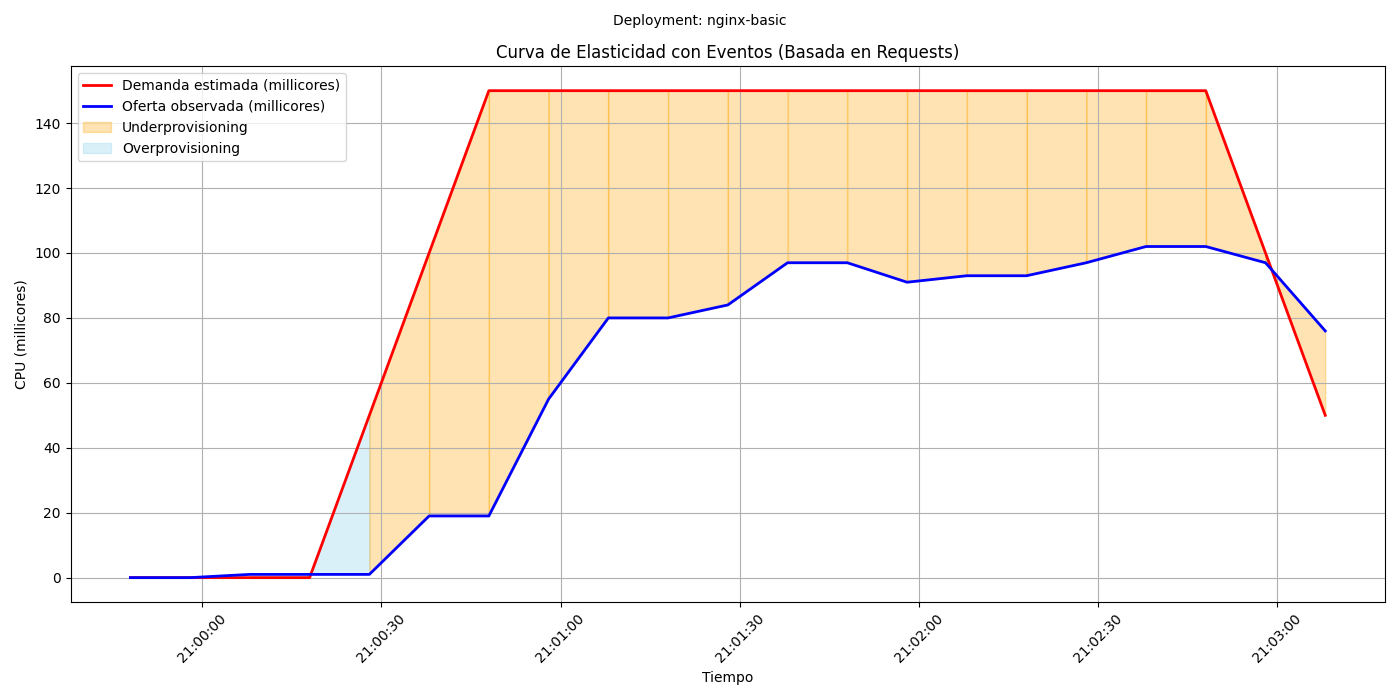 Deployment: nginx-basic
Curva de Elasticidad con Eventos (Basada en Requests)
Demanda estimada (millicores)
Oferta observada (millicores)
Underprovisioning
Overprovisioning
CPU (millicores)
140
120
100
80
60
40
20
0
21:00:00
21:00:30
21:01:00
21:01:30
21:02:00
21:02:30
21:03:00
Tiempo